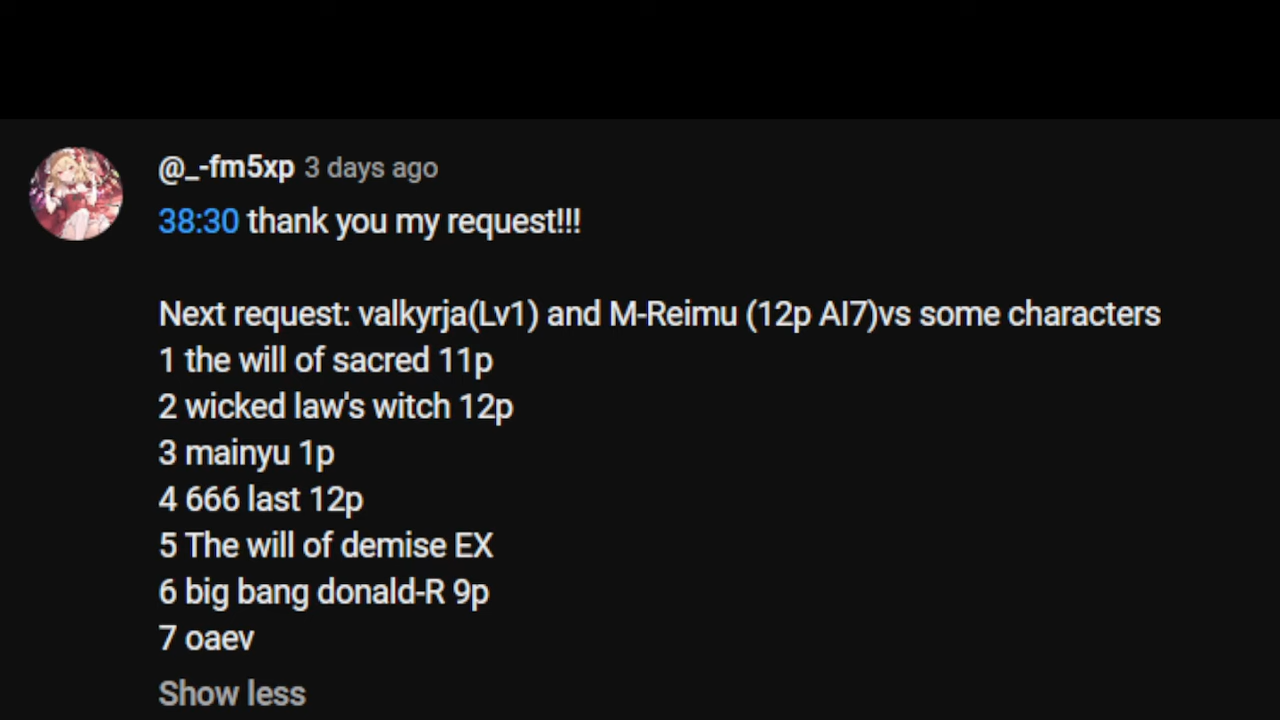 @_-fm5xp 3 days ago
38:30 thank you my request!!!
Next request: valkyrja(Lv1) and M-Reimu (12p AI7)vs some characters
1 the will of sacred 11p
2 wicked law's witch 12p
3 mainyu 1p
4 666 last 12p
5 The will of demise EX
6 big bang donald-R 9p
7 oaev
Show less